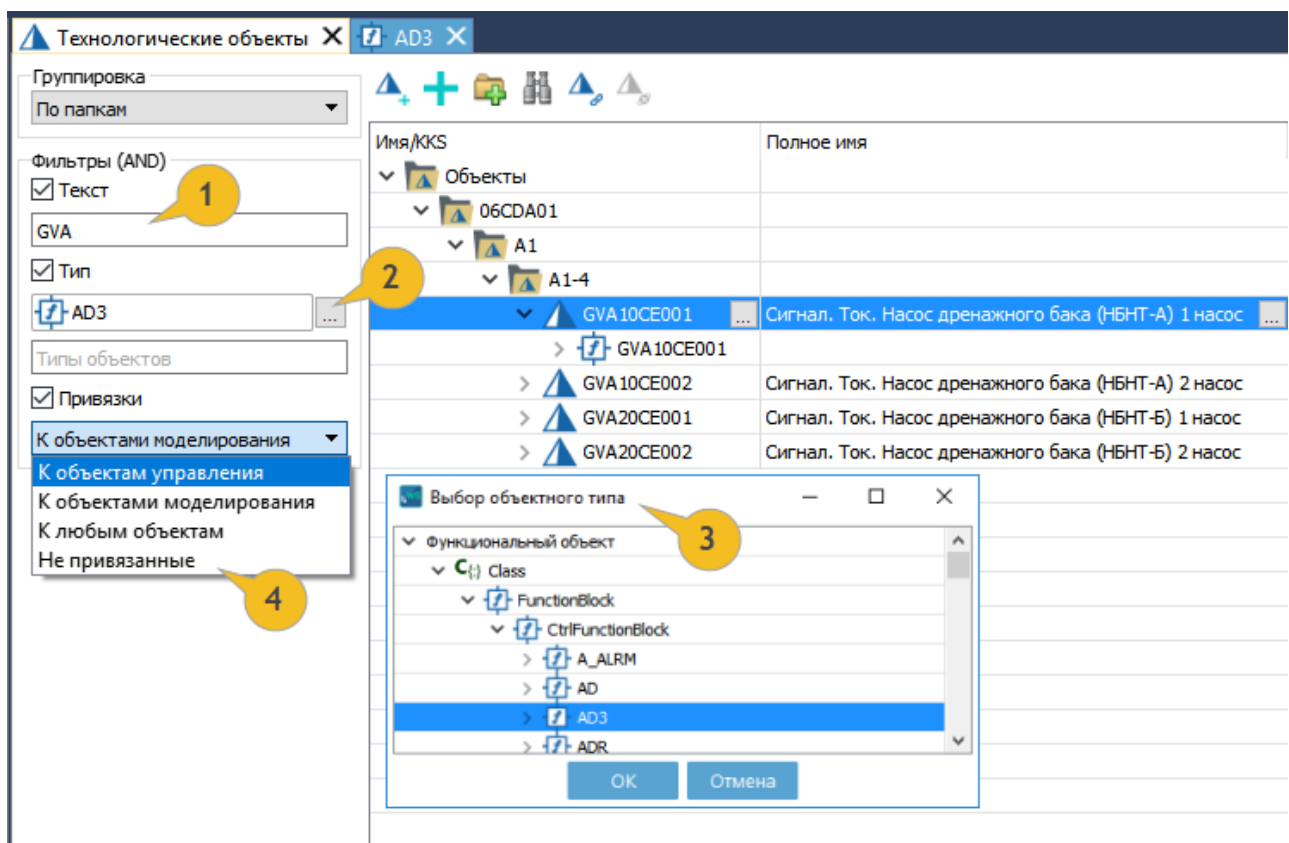 Технологические объекты
AD3
Группировка
По папкам
Фильтры (AND)
Текст
1
GVA
Тип
2
AD3
...
Типы объектов
Привязки
К объектами моделирования
К объектам управления
К объектами моделирования
К любым объектам
Не привязанные
4
Имя/KKS Полное имя
Объекты
06CDA01
A1
A1-4
GVA10CE001 ... Сигнал. Ток. Насос дренажного бака (НБНТ-А) 1 насос ...
GVA10CE001
GVA10CE002 Сигнал. Ток. Насос дренажного бака (НБНТ-А) 2 насос
GVA20CE001 Сигнал. Ток. Насос дренажного бака (НБНТ-Б) 1 насос
GVA20CE002 Сигнал. Ток. Насос дренажного бака (НБНТ-Б) 2 насос
Выбор объектного типа
3
Функциональный объект
C{;} Class
FunctionBlock
CtrlFunctionBlock
A_ALRM
AD
AD3
ADR
OK Отмена